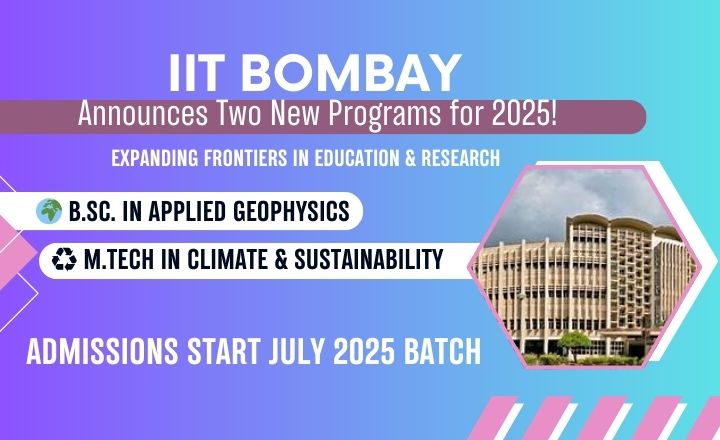 IIT BOMBAY
Announces Two New Programs for 2025!
EXPANDING FRONTIERS IN EDUCATION & RESEARCH
B.SC. IN APPLIED GEOPHYSICS
M.TECH IN CLIMATE & SUSTAINABILITY
ADMISSIONS START JULY 2025 BATCH